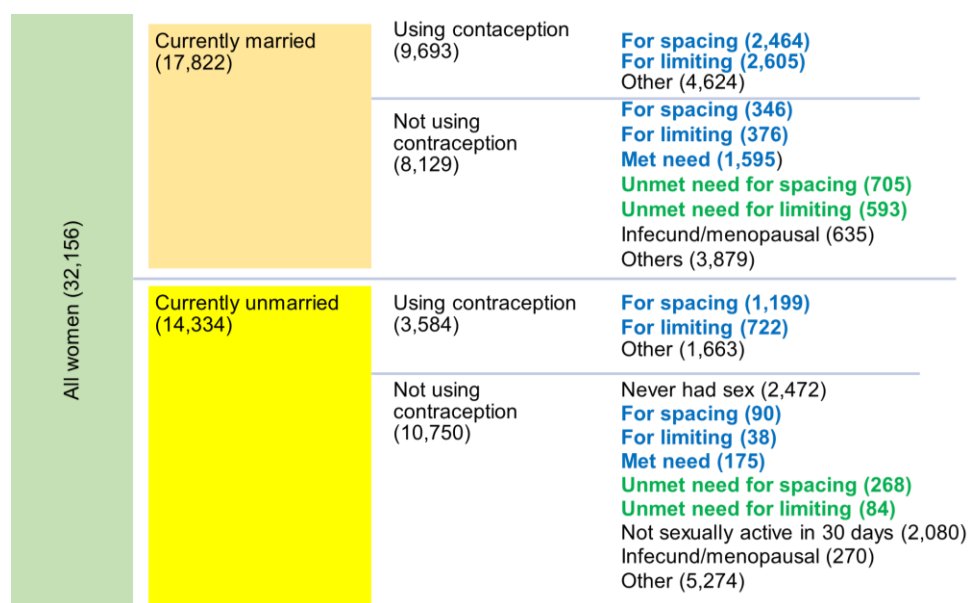 All women (32,156)
Currently married
(17,822)
Using contaception
(9,693)
For spacing (2,464)
For limiting (2,605)
Other (4,624)
Not using
contraception
(8,129)
For spacing (346)
For limiting (376)
Met need (1,595)
Unmet need for spacing (705)
Unmet need for limiting (593)
Infecund/menopausal (635)
Others (3,879)
Currently unmarried
(14,334)
Using contraception
(3,584)
For spacing (1,199)
For limiting (722)
Other (1,663)
Not using
contraception
(10,750)
Never had sex (2,472)
For spacing (90)
For limiting (38)
Met need (175)
Unmet need for spacing (268)
Unmet need for limiting (84)
Not sexually active in 30 days (2,080)
Infecund/menopausal (270)
Other (5,274)